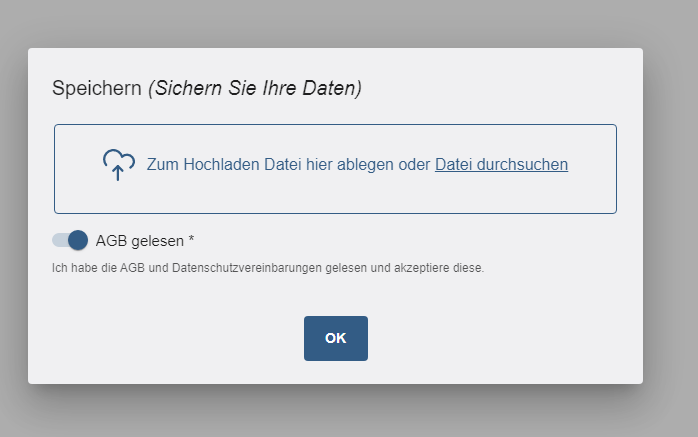 Speichern (Sichern Sie Ihre Daten)
Zum Hochladen Datei hier ablegen oder Datei durchsuchen
AGB gelesen *
Ich habe die AGB und Datenschutzvereinbarungen gelesen und akzeptiere diese.
OK